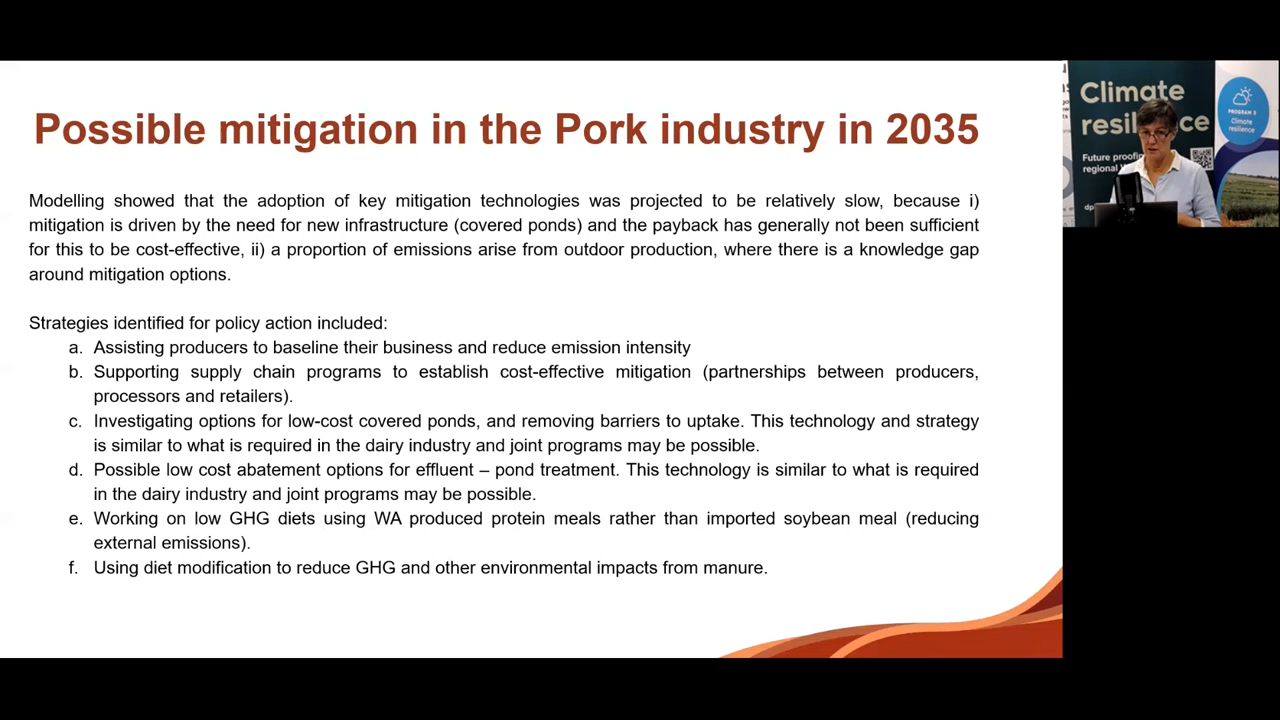 Possible mitigation in the Pork industry in 2035
Modelling showed that the adoption of key mitigation technologies was projected to be relatively slow, because i)
mitigation is driven by the need for new infrastructure (covered ponds) and the payback has generally not been sufficient
for this to be cost-effective, ii) a proportion of emissions arise from outdoor production, where there is a knowledge gap
around mitigation options.
Strategies identified for policy action included:
a. Assisting producers to baseline their business and reduce emission intensity
b. Supporting supply chain programs to establish cost-effective mitigation (partnerships between producers,
processors and retailers).
c. Investigating options for low-cost covered ponds, and removing barriers to uptake. This technology and strategy
is similar to what is required in the dairy industry and joint programs may be possible.
d. Possible low cost abatement options for effluent – pond treatment. This technology is similar to what is required
in the dairy industry and joint programs may be possible.
e. Working on low GHG diets using WA produced protein meals rather than imported soybean meal (reducing
external emissions).
f. Using diet modification to reduce GHG and other environmental impacts from manure.
Climate
PROGRAM 3
Climate
resilience
Future
regional